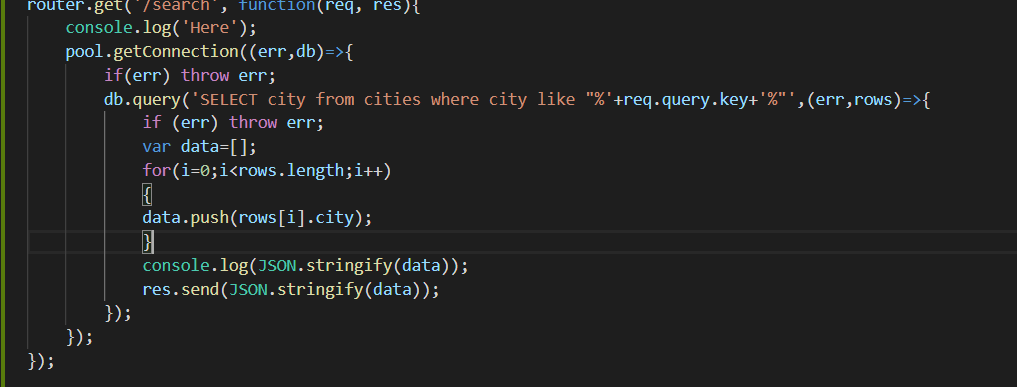 router.get('/search', function(req, res){
console.log('Here');
pool.getConnection((err,db)=>{
if(err) throw err;
db.query('SELECT city from cities where city like "%'+req.query.key+'%"',(err,rows)=>{
if (err) throw err;
var data=[];
for(i=0;i<rows.length;i++)
{
data.push(rows[i].city);
}
console.log(JSON.stringify(data));
res.send(JSON.stringify(data));
});
});
});